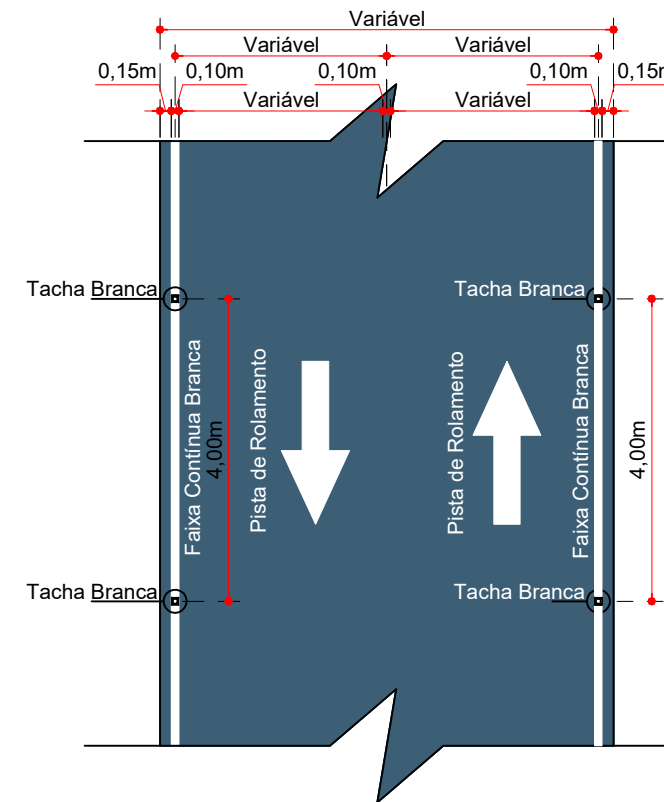 Variável
Variável
Variável
0,15m
0,10m
0,10m
0,10m
0,15m
Variável
Variável
Tacha Branca
Tacha Branca
Faixa Contínua Branca
4,00m
Pista de Rolamento
Pista de Rolamento
Faixa Contínua Branca
4,00m
Tacha Branca
Tacha Branca